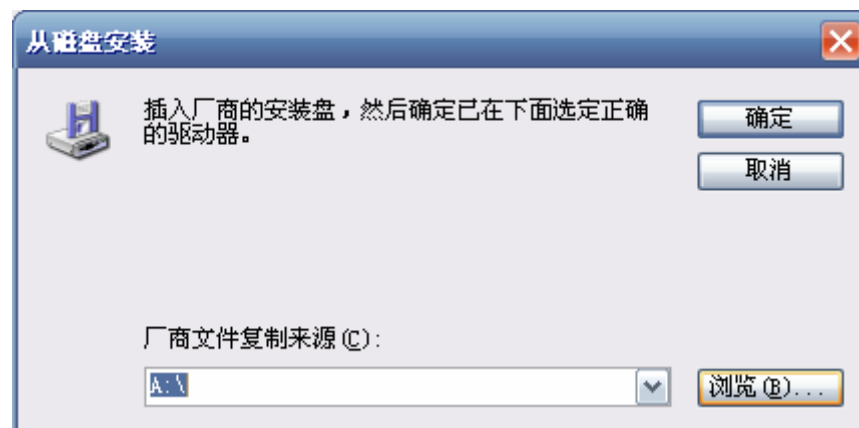 从磁盘安装
插入厂商的安装盘，然后确定已在下面选定正确
的驱动器。
确定
取消
厂商文件复制来源(C):
A:\
浏览(B)...